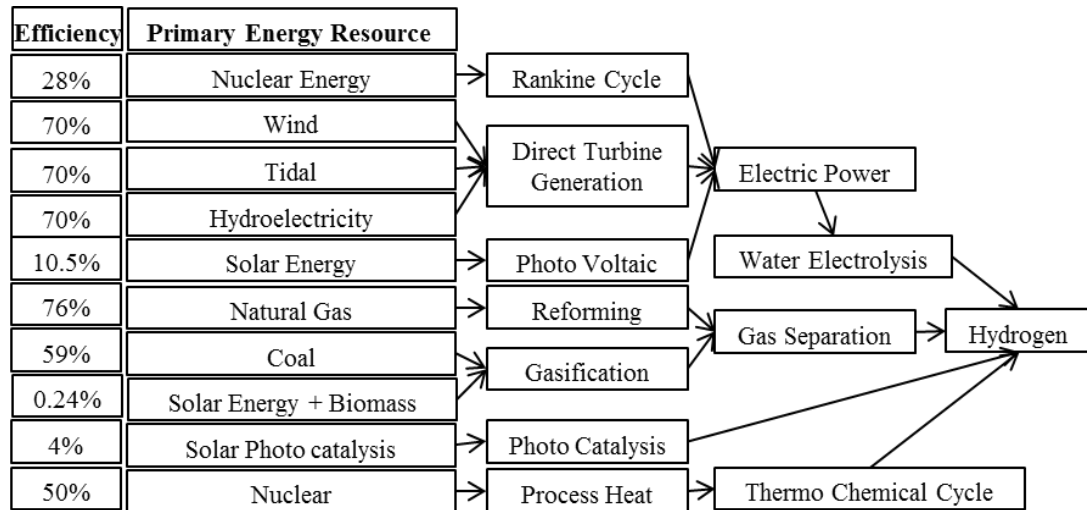 Efficiency Primary Energy Resource
28% Nuclear Energy Rankine Cycle
70% Wind
Direct Turbine
Generation
70% Tidal
Electric Power
70% Hydroelectricity
10.5% Solar Energy Photo Voltaic
Water Electrolysis
76% Natural Gas Reforming
Gas Separation
Hydrogen
59% Coal
Gasification
0.24% Solar Energy + Biomass
4% Solar Photo catalysis Photo Catalysis
50% Nuclear Process Heat Thermo Chemical Cycle